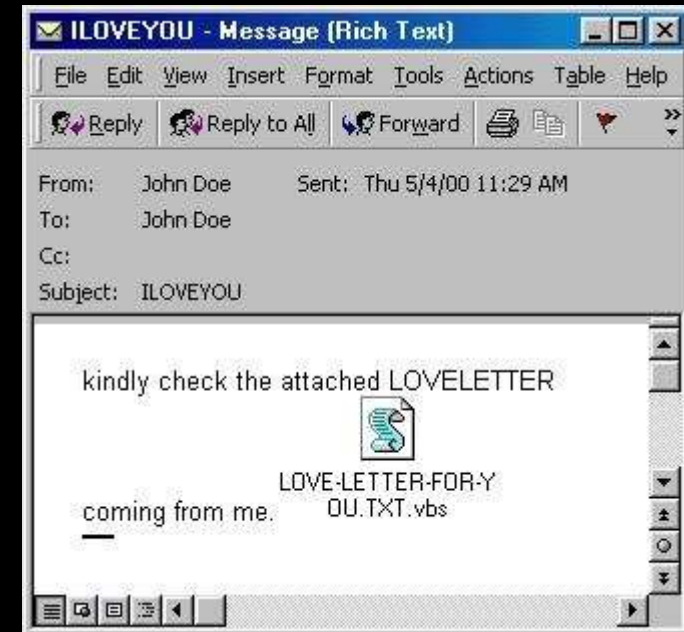 ILOVEYOU - Message (Rich Text)
File Edit View Insert Format Tools Actions Table Help
Reply Reply to All Forward
From: John Doe Sent: Thu 5/4/00 11:29 AM
To: John Doe
Cc:
Subject: ILOVEYOU
kindly check the attached LOVELETTER
LOVE-LETTER-FOR-Y
OU.TXT.vbs
coming from me.